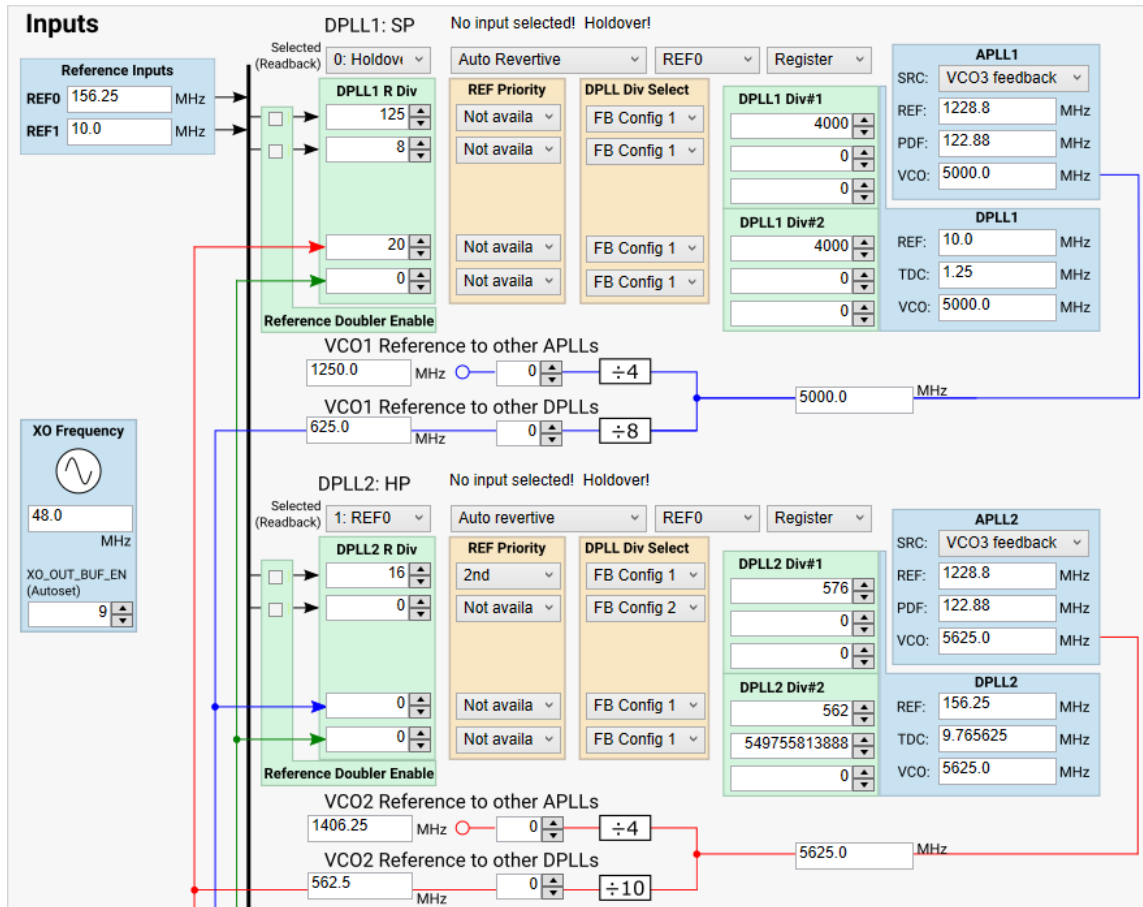 Inputs
DPLL1: SP No input selected! Holdover!
Selected (Readback) 0: Holdov Auto Revertive REF0 Register
Reference Inputs
REF0 156.25 MHz
REF1 10.0 MHz
DPLL1 R Div
125
8
20
0
Reference Doubler Enable
REF Priority
Not availa
Not availa
Not availa
Not availa
DPLL Div Select
FB Config 1
FB Config 1
FB Config 1
FB Config 1
DPLL1 Div#1
4000
0
0
DPLL1 Div#2
4000
0
0
APLL1
SRC: VCO3 feedback
REF: 1228.8 MHz
PDF: 122.88 MHz
VCO: 5000.0 MHz
DPLL1
REF: 10.0 MHz
TDC: 1.25 MHz
VCO: 5000.0 MHz
VCO1 Reference to other APLLs
1250.0 MHz 0 ÷4
VCO1 Reference to other DPLLs
625.0 MHz 0 ÷8
5000.0 MHz
XO Frequency
48.0
MHz
XO_OUT_BUF_EN
(Autoset)
9
DPLL2: HP No input selected! Holdover!
Selected (Readback) 1: REF0 Auto revertive REF0 Register
DPLL2 R Div
16
0
0
0
Reference Doubler Enable
REF Priority
2nd
Not availa
Not availa
Not availa
DPLL Div Select
FB Config 1
FB Config 2
FB Config 1
FB Config 1
DPLL2 Div#1
576
0
0
DPLL2 Div#2
562
549755813888
0
APLL2
SRC: VCO3 feedback
REF: 1228.8 MHz
PDF: 122.88 MHz
VCO: 5625.0 MHz
DPLL2
REF: 156.25 MHz
TDC: 9.765625 MHz
VCO: 5625.0 MHz
VCO2 Reference to other APLLs
1406.25 MHz 0 ÷4
VCO2 Reference to other DPLLs
562.5 MHz 0 ÷10
5625.0 MHz